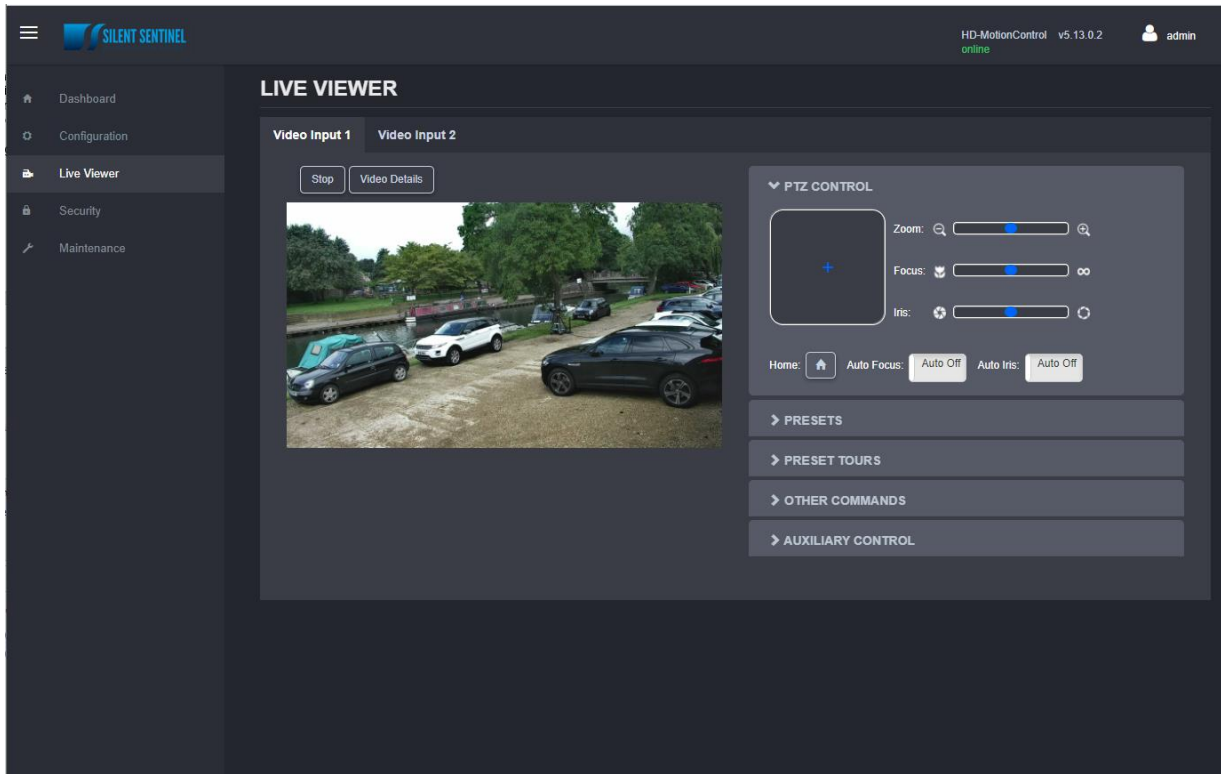 SILENT SENTINEL
HD-MotionControl v5.13.0.2
online
admin
Dashboard
Configuration
Live Viewer
Security
Maintenance
LIVE VIEWER
Video Input 1 Video Input 2
Stop Video Details
PTZ CONTROL
Zoom:
Focus:
Iris:
Home: Auto Focus: Auto Off Auto Iris: Auto Off
PRESETS
PRESET TOURS
OTHER COMMANDS
AUXILIARY CONTROL